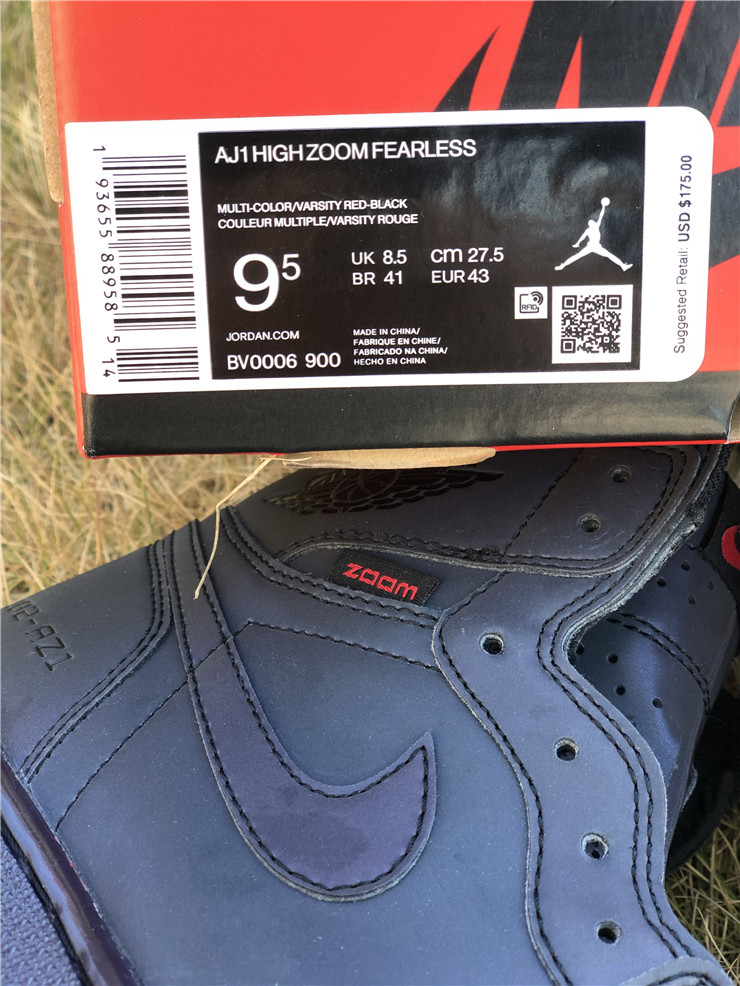 AJ1 HIGH ZOOM FEARLESS
MULTI-COLOR/VARSITY RED-BLACK
COULEUR MULTIPLE/VARSITY ROUGE
9⁵
UK 8.5 cm 27.5
BR 41 EUR 43
JORDAN.COM
BV0006 900
MADE IN CHINA/
FABRIQUE EN CHINE/
FABRICADO NA CHINA/
HECHO EN CHINA
RFID
1 93655 88958 5 14
Suggested Retail: USD $175.00
ZOOM